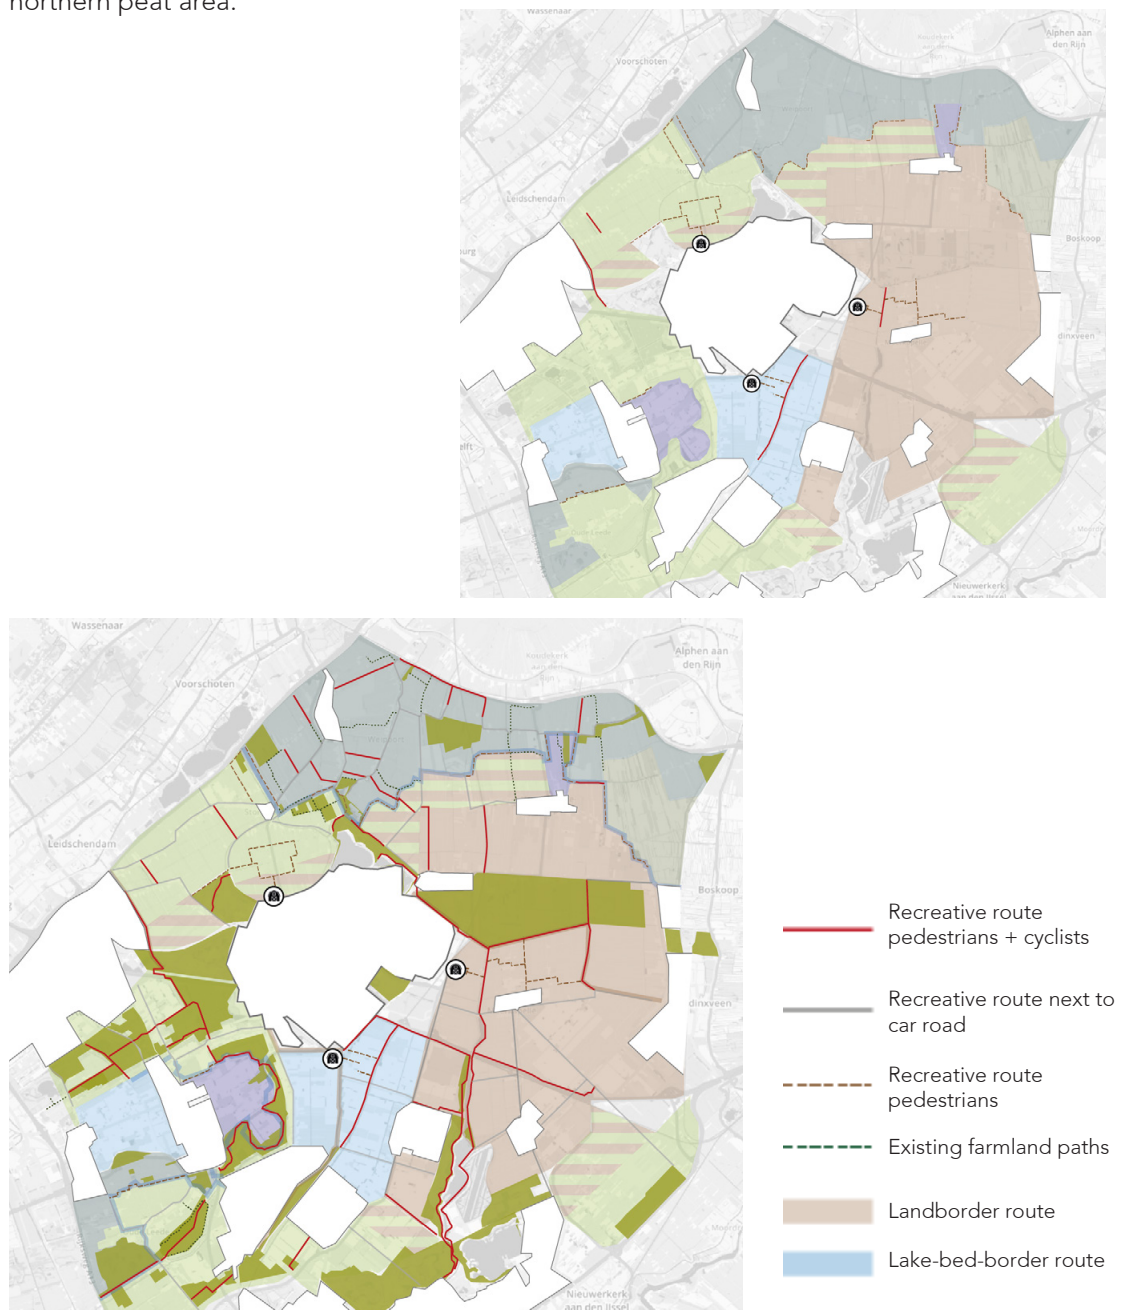 northern peat area.
Wassenaar
Voorschoten
Alphen aan
den Rijn
Leidschendam
Boskoop
burg
dinxveen
elft
Nieuwerkerk
aan den IJssel
Wassenaar
Voorschoten
Alphen aan
den Rijn
Leidschendam
Boskoop
dinxveen
Nieuwerkerk
aan den IJssel
Recreative route
pedestrians + cyclists
Recreative route next to
car road
Recreative route
pedestrians
Existing farmland paths
Landborder route
Lake-bed-border route